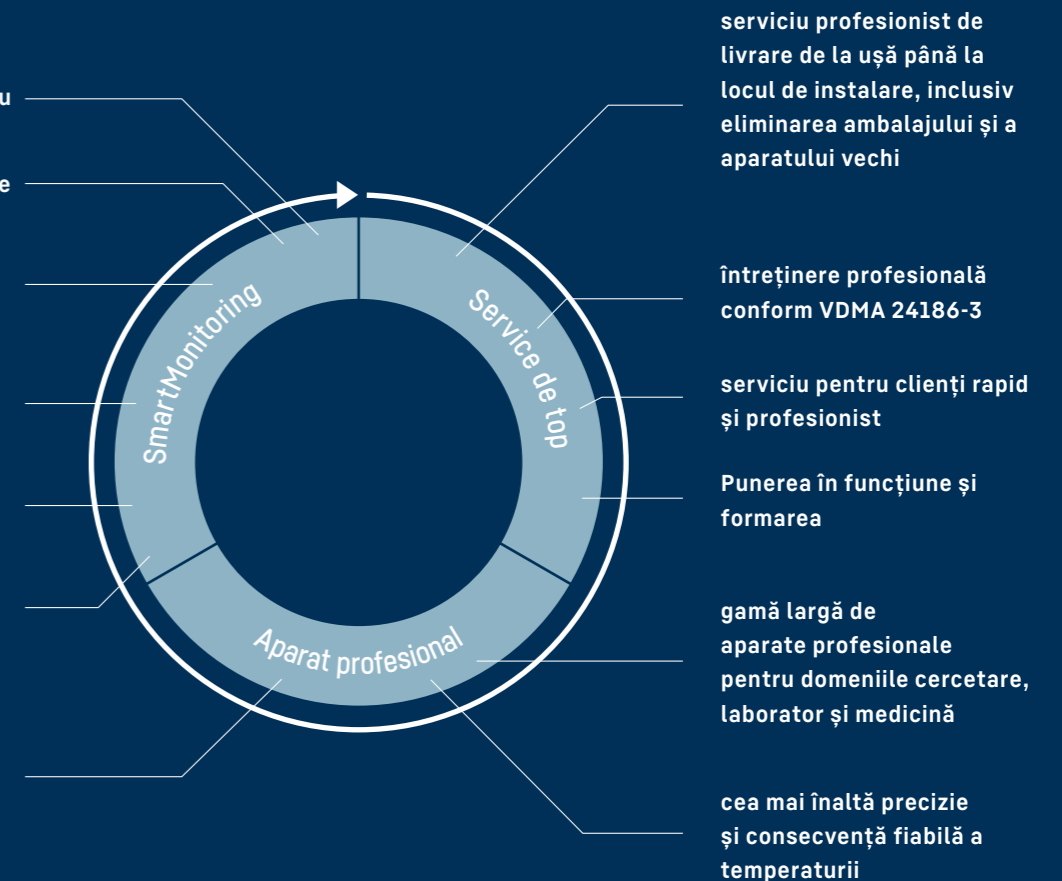 u
e
SmartMonitoring
Service de top
Aparat profesional
serviciu profesionist de
livrare de la ușă până la
locul de instalare, inclusiv
eliminarea ambalajului și a
aparatului vechi
întreținere profesională
conform VDMA 24186-3
serviciu pentru clienți rapid
și profesionist
Punerea în funcțiune și
formarea
gamă largă de
aparate profesionale
pentru domeniile cercetare,
laborator și medicină
cea mai înaltă precizie
și consecvență fiabilă a
temperaturii